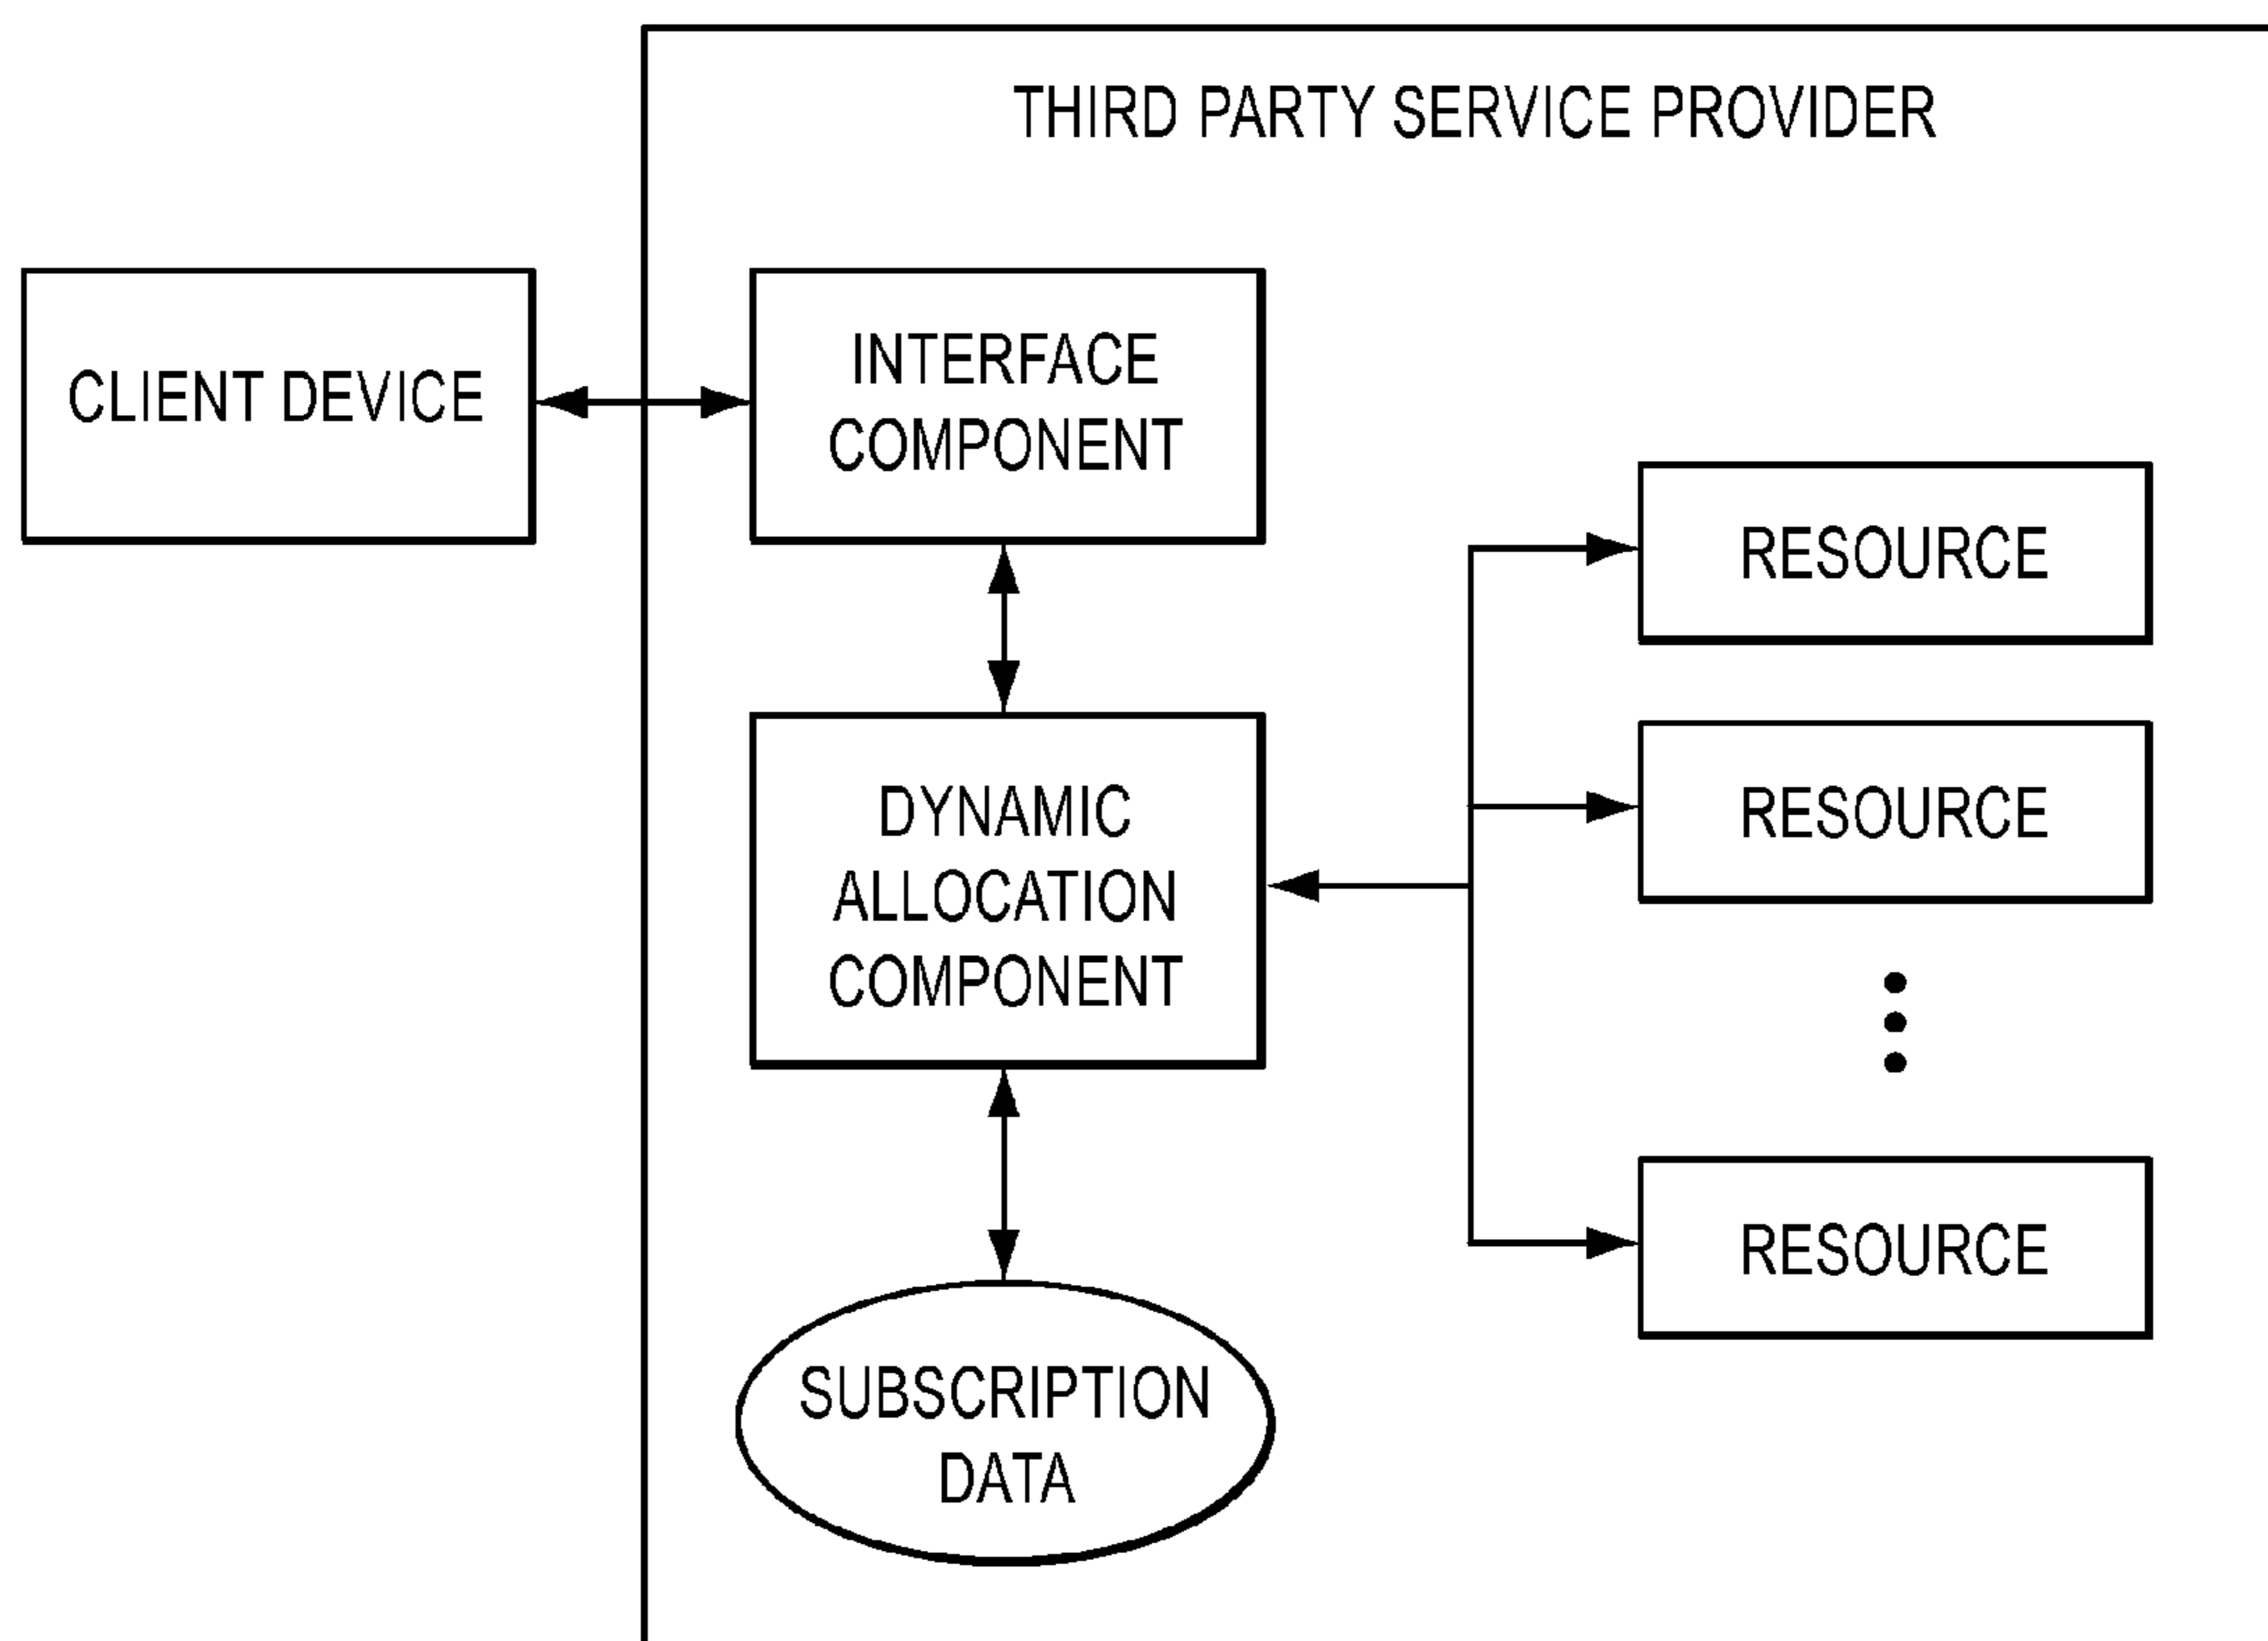 THIRD PARTY SERVICE PROVIDER
CLIENT DEVICE
INTERFACE
COMPONENT
RESOURCE
DYNAMIC
ALLOCATION
COMPONENT
RESOURCE
RESOURCE
SUBSCRIPTION
DATA